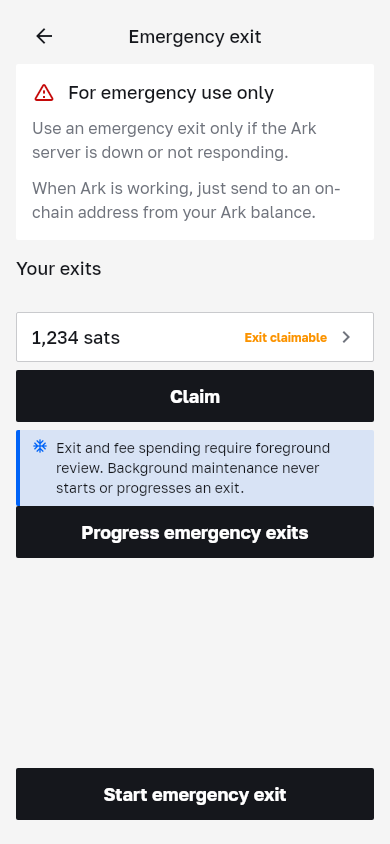 Emergency exit
For emergency use only
Use an emergency exit only if the Ark
server is down or not responding.
When Ark is working, just send to an on-
chain address from your Ark balance.
Your exits
1,234 sats
Exit claimable
Claim
Exit and fee spending require foreground
review. Background maintenance never
starts or progresses an exit.
Progress emergency exits
Start emergency exit